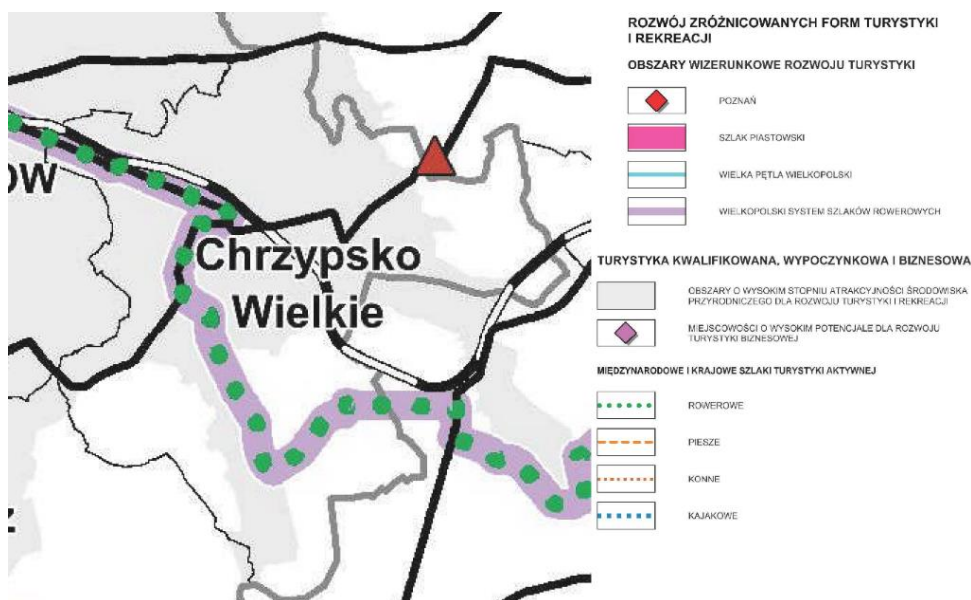 OW
Chrzypsko
Wielkie
Z
ROZWÓJ ZRÓŻNICOWANYCH FORM TURYSTYKI
I REKREACJI
OBSZARY WIZERUNKOWE ROZWOJU TURYSTYKI
POZNAŃ
SZLAK PIASTOWSKI
WIELKA PĘTLA WIELKOPOLSKI
WIELKOPOLSKI SYSTEM SZLAKÓW ROWEROWYCH
TURYSTYKA KWALIFIKOWANA, WYPOCZYNKOWA I BIZNESOWA
OBSZARY O WYSOKIM STOPNIU ATRAKCYJNOŚCI ŚRODOWISKA
PRZYRODNICZEGO DLA ROZWOJU TURYSTYKI I REKREACJI
MIEJSCOWOŚCI O WYSOKIM POTENCJALE DLA ROZWOJU
TURYSTYKI BIZNESOWEJ
MIĘDZYNARODOWE I KRAJOWE SZLAKI TURYSTYKI AKTYWNEJ
ROWEROWE
PIESZE
KONNE
KAJAKOWE